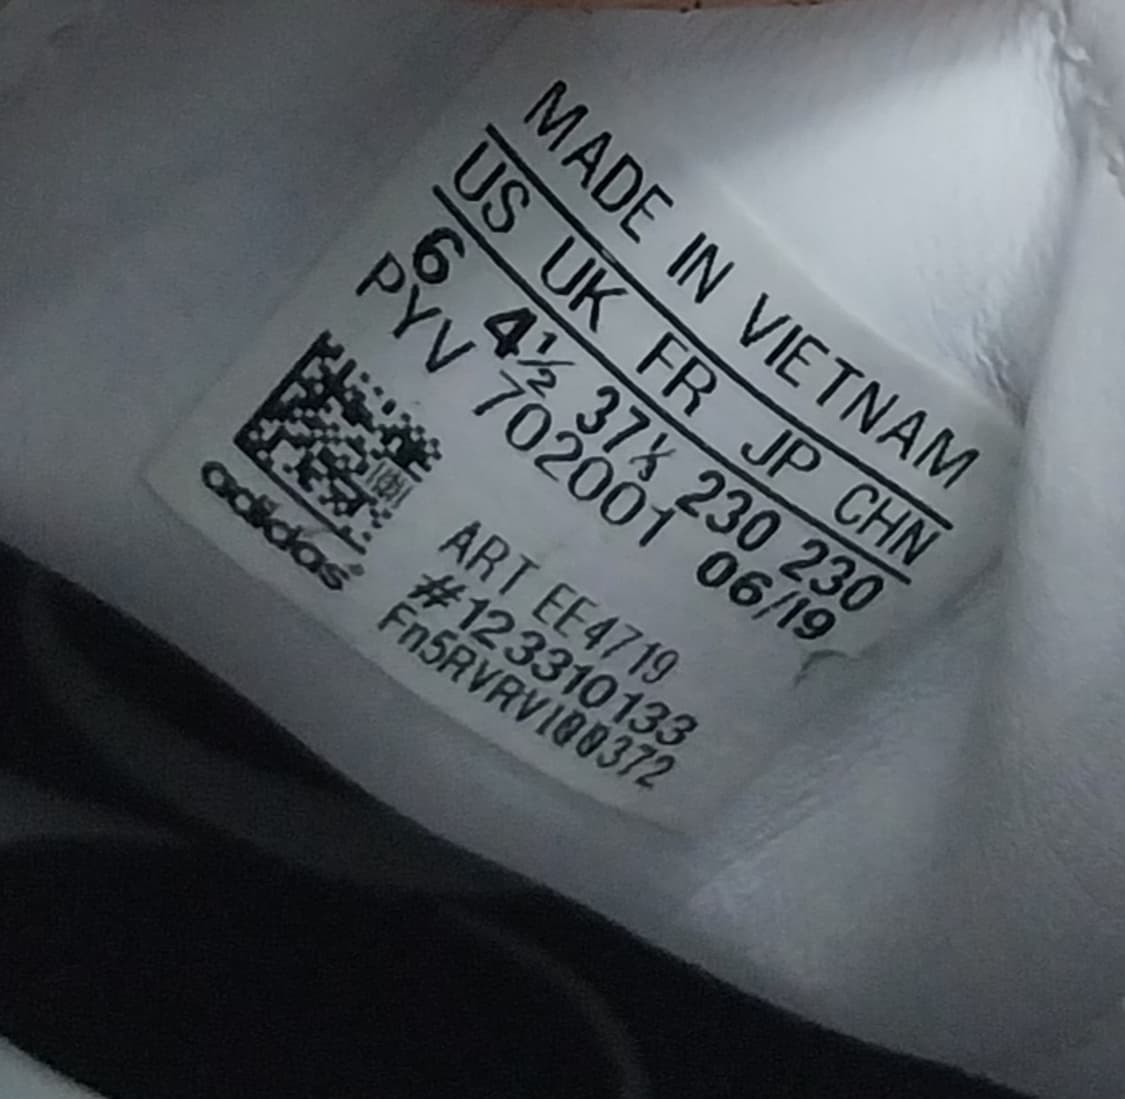 MADE IN VIETNAM
US UK FR JP CHN
6 4½ 37⅓ 230 230
PYV 702001 06/19
adidas
ART EE4719
#123310133
Fn5RVRVI00372